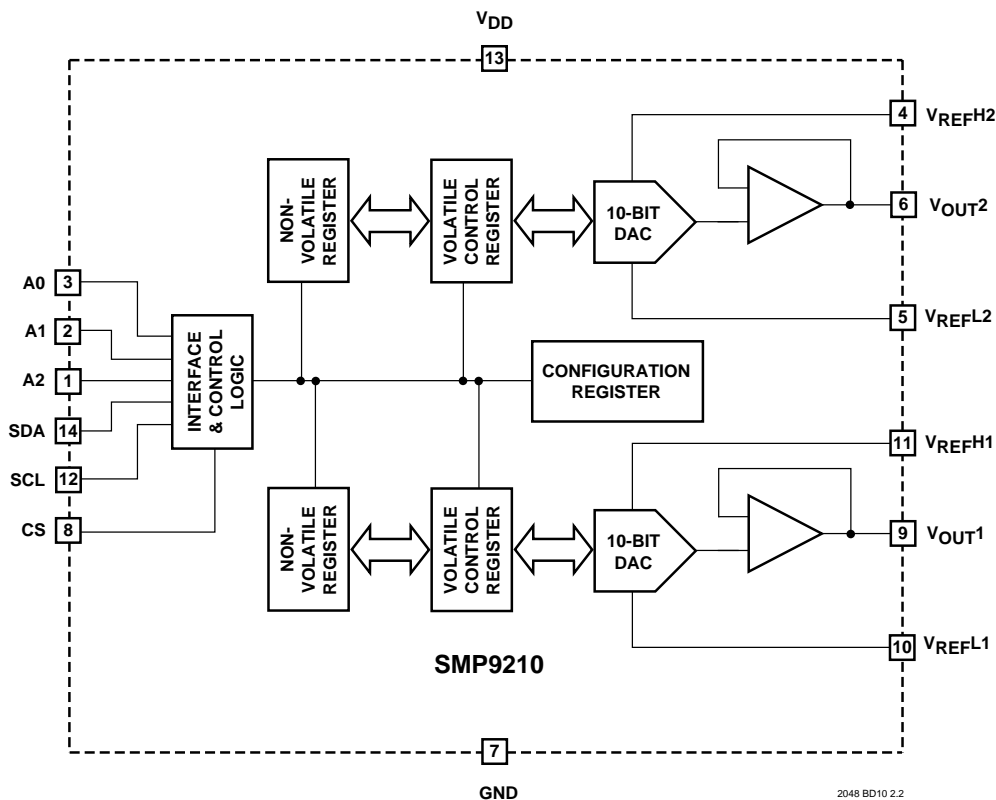 VDD
13
4
VREFH2
NON-
VOLATILE
REGISTER
VOLATILE
CONTROL
REGISTER
10-BIT
DAC
6
VOUT2
A0
3
5
VREFL2
A1
2
A2
1
SDA
14
SCL
12
CS
8
INTERFACE
& CONTROL
LOGIC
CONFIGURATION
REGISTER
11
VREFH1
NON-
VOLATILE
REGISTER
VOLATILE
CONTROL
REGISTER
10-BIT
DAC
9
VOUT1
10
VREFL1
SMP9210
7
GND
2048 BD10 2.2